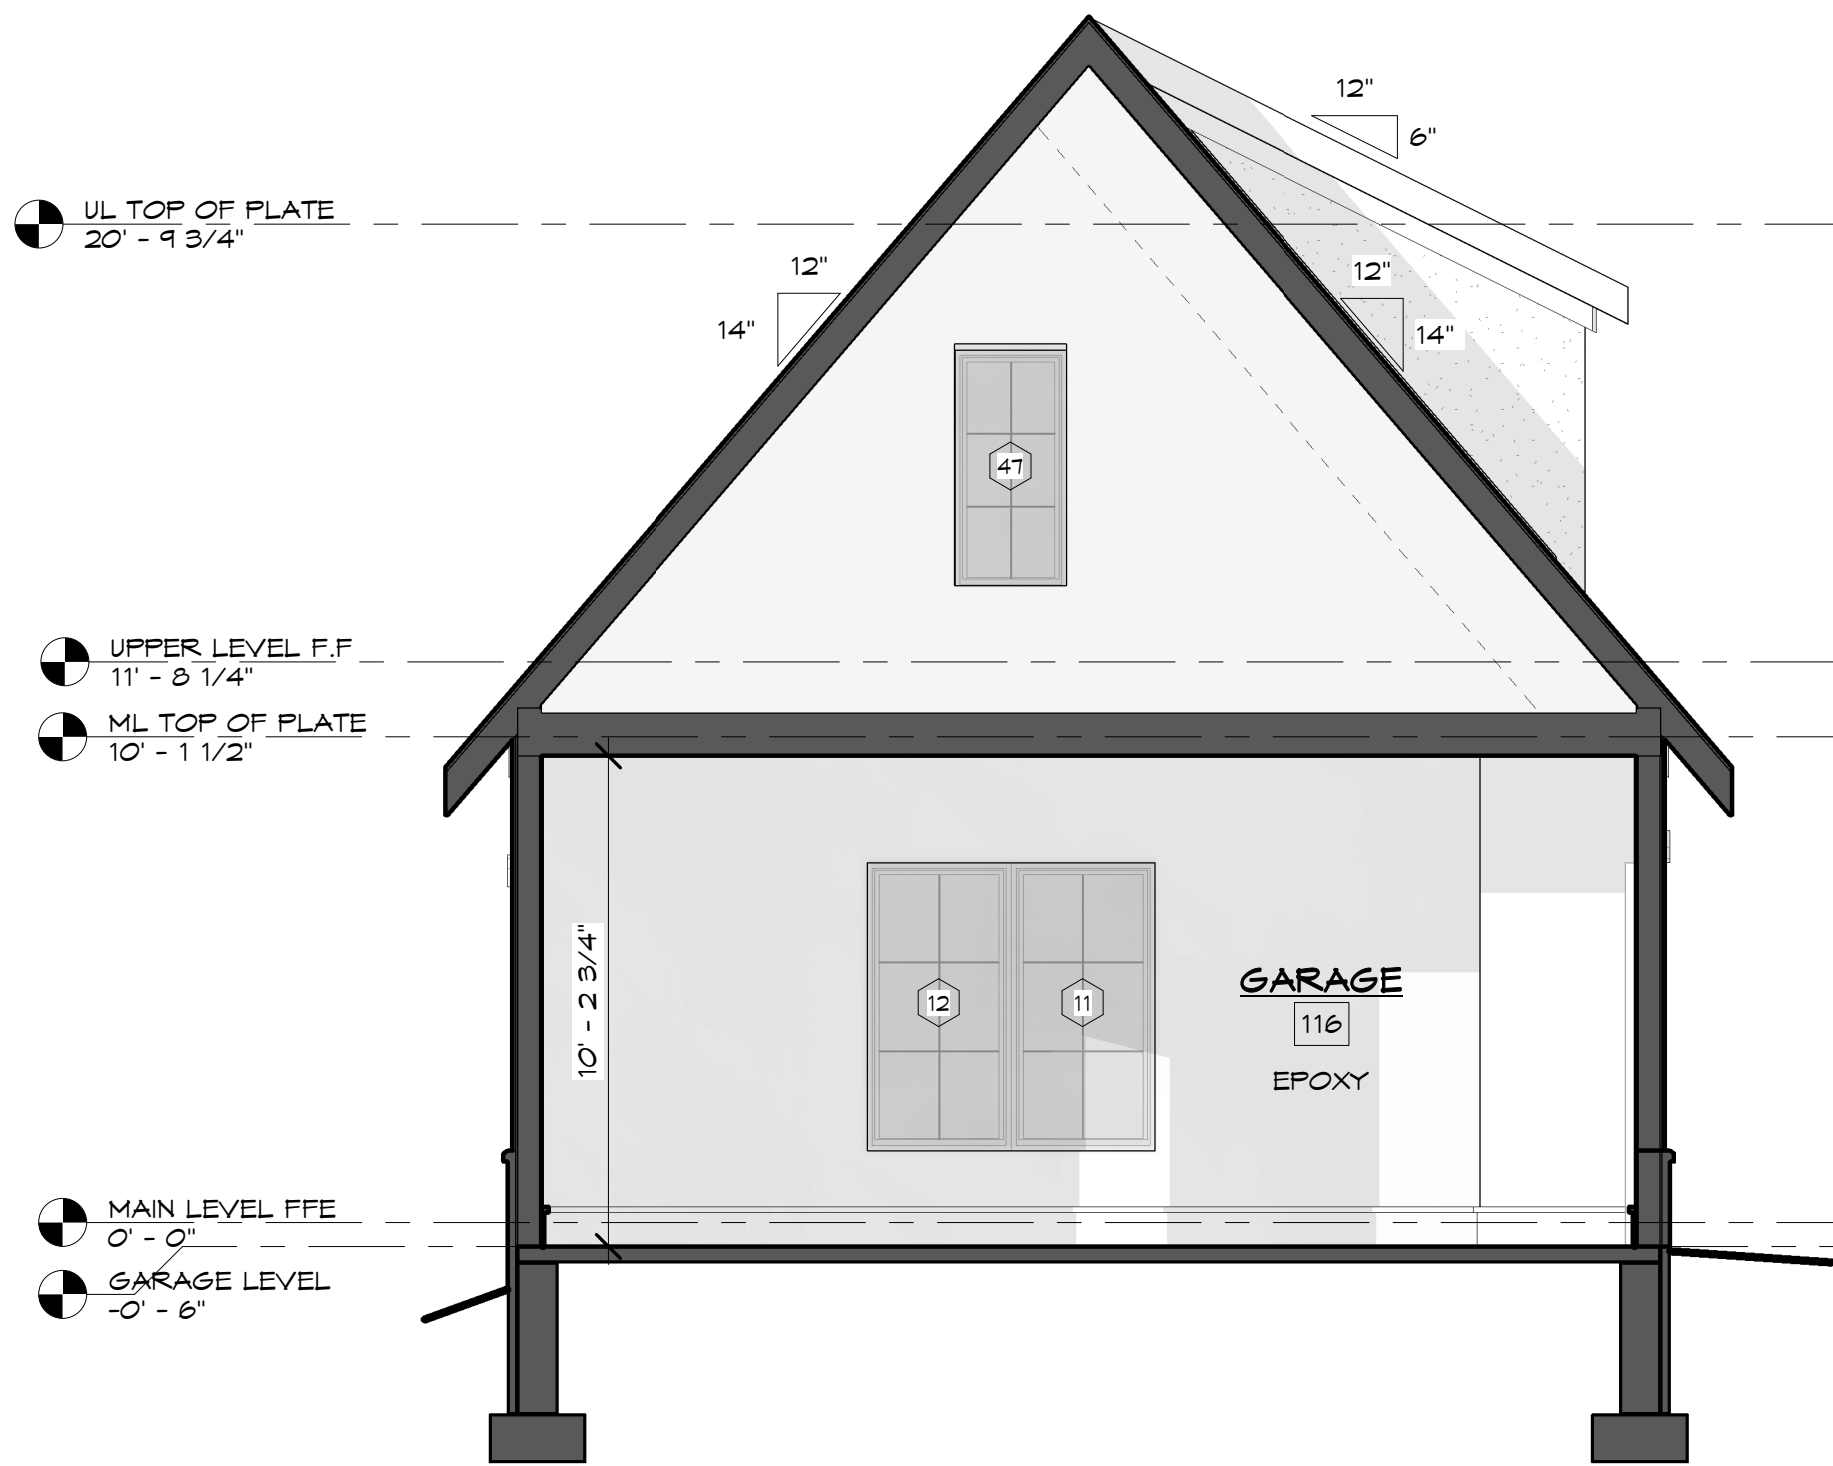 12"
6"
UL TOP OF PLATE
20' - 9 3/4"
12"
14"
12"
14"
47
UPPER LEVEL F.F
11' - 8 1/4"
ML TOP OF PLATE
10' - 1 1/2"
10' - 2 3/4"
12
11
GARAGE
116
EPOXY
MAIN LEVEL FFE
0' - 0"
GARAGE LEVEL
-0' - 6"